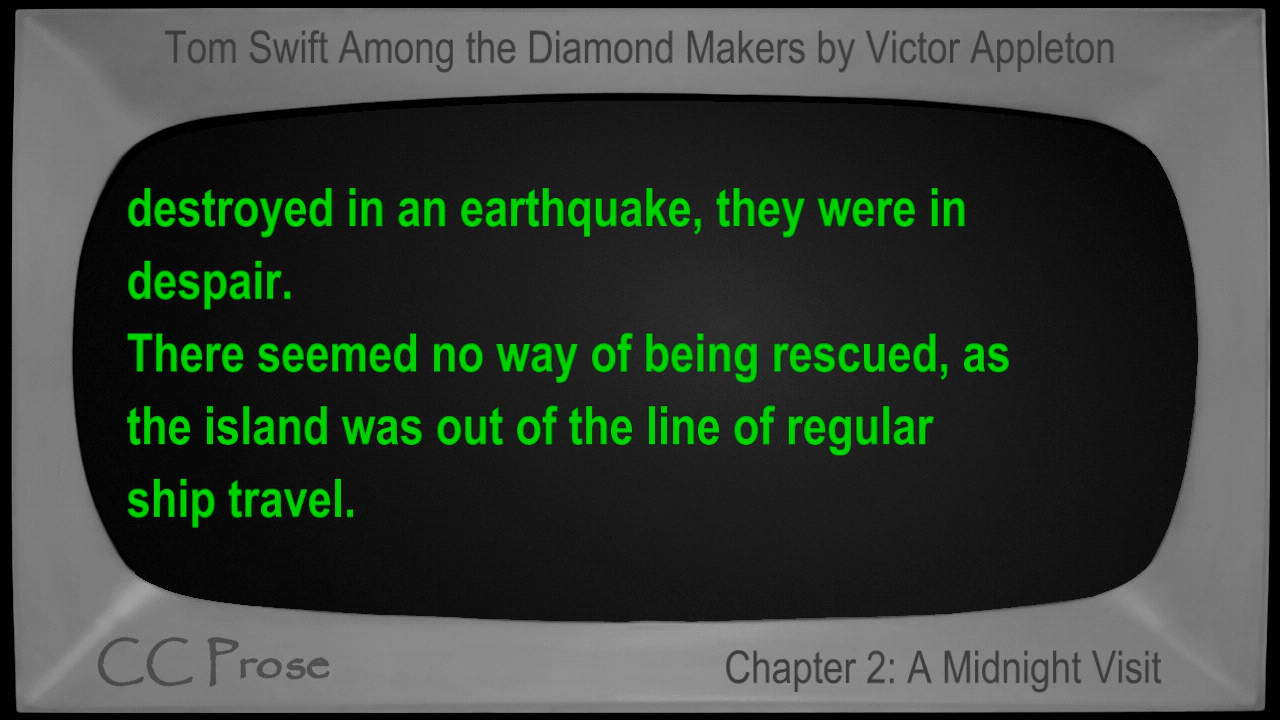 Tom Swift Among the Diamond Makers by Victor Appleton
destroyed in an earthquake, they were in
despair.
There seemed no way of being rescued, as
the island was out of the line of regular
ship travel.
CC Prose
Chapter 2: A Midnight Visit